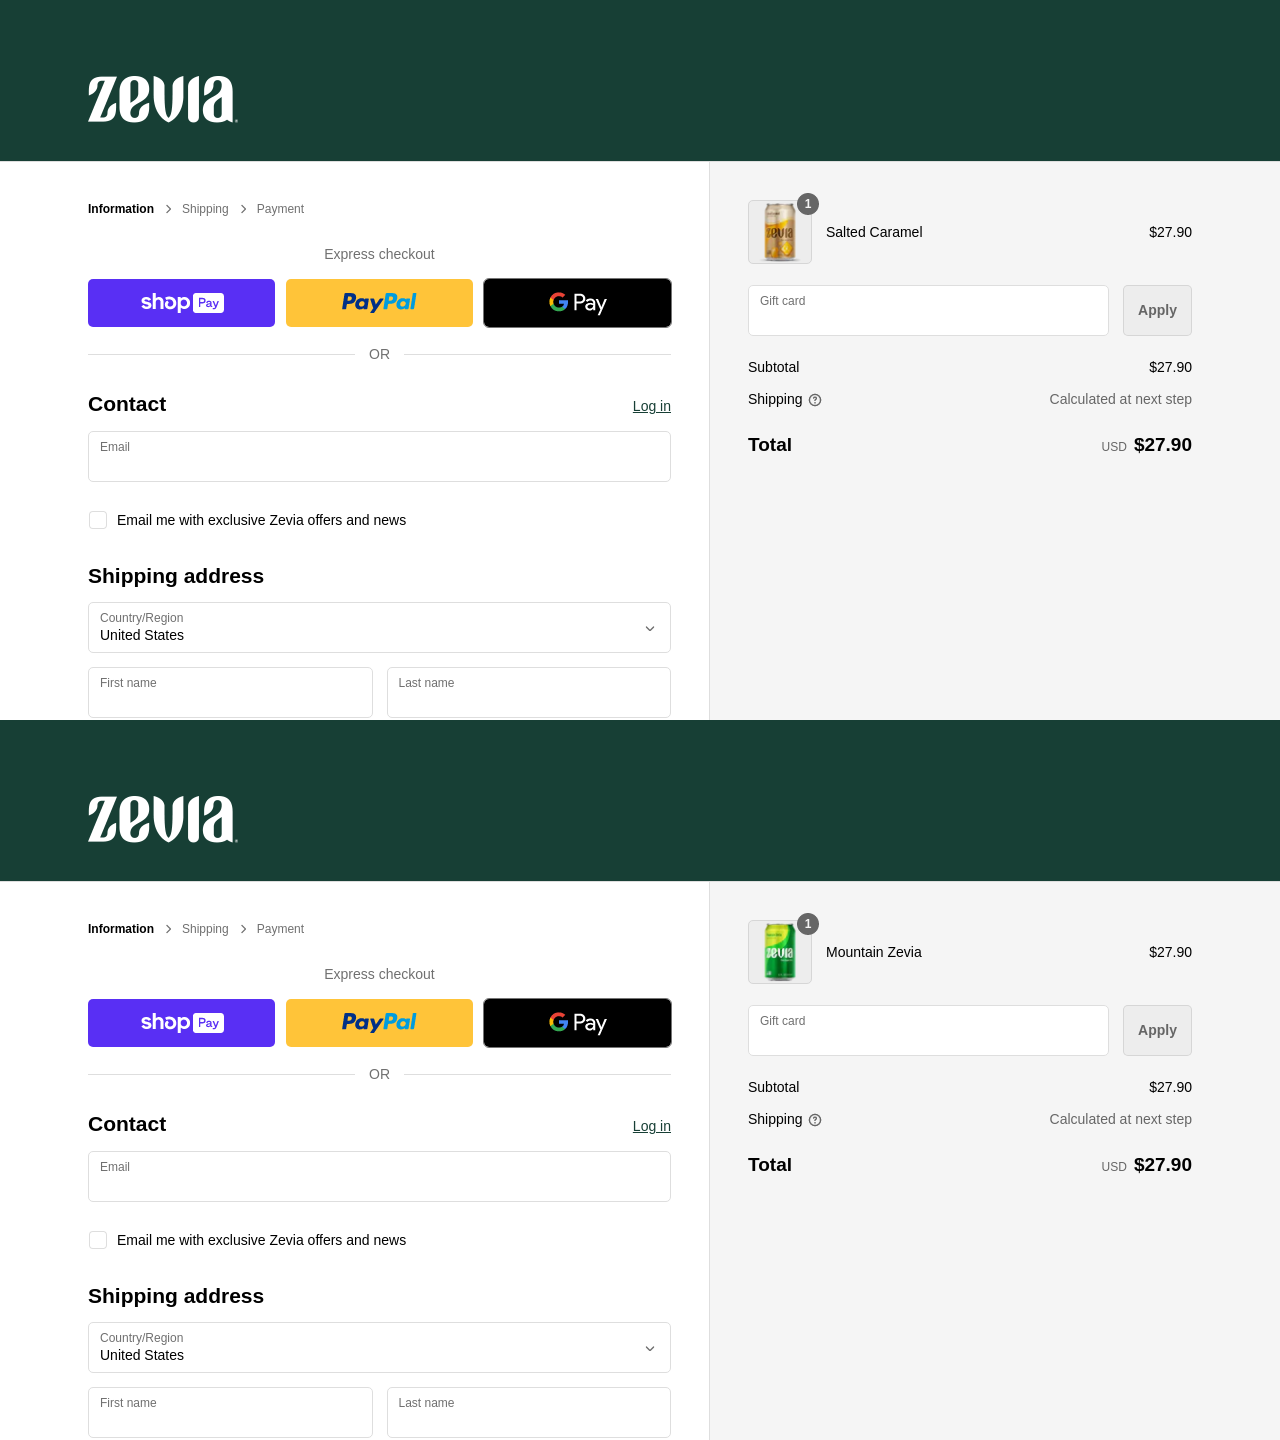 zevia
Information
Shipping
Payment
Express checkout
shop Pay
PayPal
G Pay
OR
Contact
Log in
Email
Email me with exclusive Zevia offers and news
Shipping address
Country/Region
United States
First name
Last name
zevia
1
Salted Caramel
$27.90
Gift card
Apply
Subtotal
$27.90
Shipping
Calculated at next step
Total
USD $27.90
zevia
Information
Shipping
Payment
Express checkout
shop Pay
PayPal
G Pay
OR
Contact
Log in
Email
Email me with exclusive Zevia offers and news
Shipping address
Country/Region
United States
First name
Last name
zevia
1
Mountain Zevia
$27.90
Gift card
Apply
Subtotal
$27.90
Shipping
Calculated at next step
Total
USD $27.90